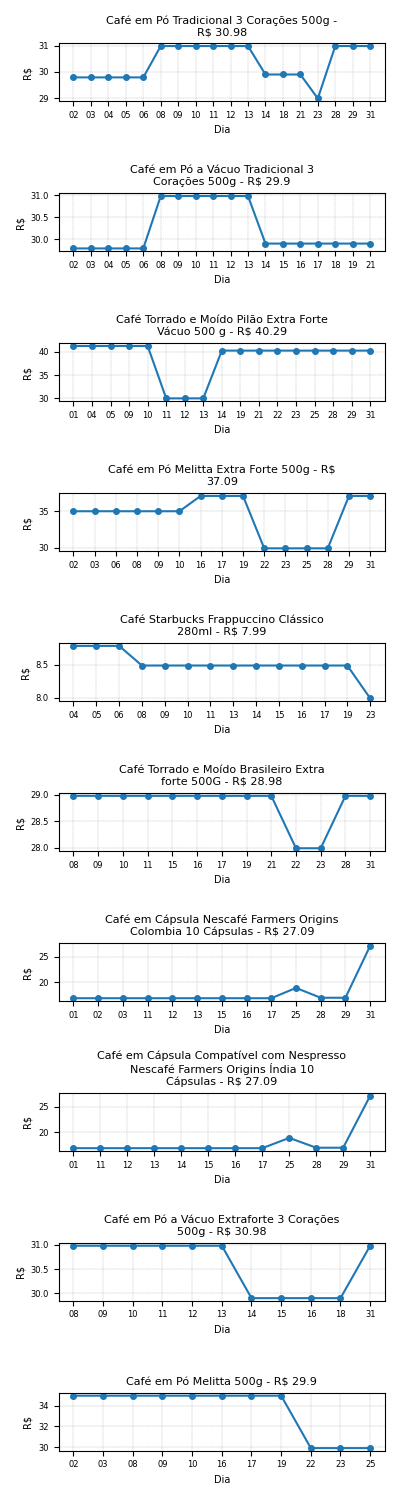 Café em Pó Tradicional 3 Corações 500g -
R$ 30.98
31
30
29
R$
02 03 04 05 06 08 09 10 11 12 13 14 18 21 23 28 29 31
Dia
Café em Pó a Vácuo Tradicional 3
Corações 500g - R$ 29.9
31.0
30.5
30.0
R$
02 03 04 05 06 08 09 10 11 12 13 14 15 16 17 18 19 21
Dia
Café Torrado e Moído Pilão Extra Forte
Vácuo 500 g - R$ 40.29
40
35
30
R$
01 04 05 09 10 11 12 13 14 19 21 22 23 25 28 29 31
Dia
Café em Pó Melitta Extra Forte 500g - R$
37.09
35
30
R$
02 03 06 08 09 10 16 17 19 22 23 25 28 29 31
Dia
Café Starbucks Frappuccino Clássico
280ml - R$ 7.99
8.5
8.0
R$
04 05 06 08 09 10 11 13 14 15 16 17 19 23
Dia
Café Torrado e Moído Brasileiro Extra
forte 500G - R$ 28.98
29.0
28.5
28.0
R$
08 09 10 11 15 16 17 19 21 22 23 28 31
Dia
Café em Cápsula Nescafé Farmers Origins
Colombia 10 Cápsulas - R$ 27.09
25
20
R$
01 02 03 11 12 13 15 16 17 25 28 29 31
Dia
Café em Cápsula Compatível com Nespresso
Nescafé Farmers Origins Índia 10
Cápsulas - R$ 27.09
25
20
R$
01 11 12 13 14 15 16 17 25 28 29 31
Dia
Café em Pó a Vácuo Extraforte 3 Corações
500g - R$ 30.98
31.0
30.5
30.0
R$
08 09 10 11 12 13 14 15 16 18 31
Dia
Café em Pó Melitta 500g - R$ 29.9
34
32
30
R$
02 03 09 10 16 17 18 19 22 23 25
Dia